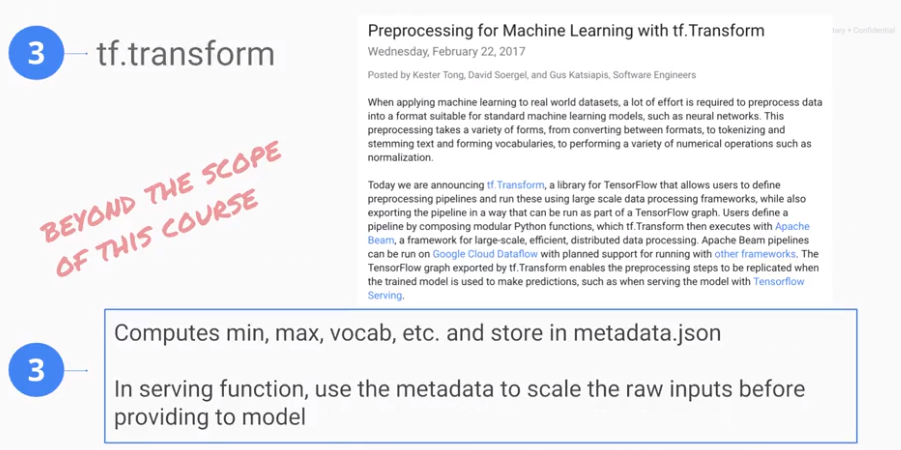 3
tf.transform
Preprocessing for Machine Learning with tf.Transform
Wednesday, February 22, 2017
Posted by Kester Tong, David Soergel, and Gus Katsiapis, Software Engineers
When applying machine learning to real world datasets, a lot of effort is required to preprocess data
into a format suitable for standard machine learning models, such as neural networks. This
preprocessing takes a variety of forms, from converting between formats, to tokenizing and
stemming text and forming vocabularies, to performing a variety of numerical operations such as
normalization.
Today we are announcing tf.Transform, a library for TensorFlow that allows users to define
preprocessing pipelines and run these using large scale data processing frameworks, while also
exporting the pipeline in a way that can be run as part of a TensorFlow graph. Users define a
pipeline by composing modular Python functions, which tf.Transform then executes with Apache
Beam, a framework for large-scale, efficient, distributed data processing. Apache Beam pipelines
can be run on Google Cloud Dataflow with planned support for running with other frameworks. The
TensorFlow graph exported by tf.Transform enables the preprocessing steps to be replicated when
the trained model is used to make predictions, such as when serving the model with Tensorflow
Serving.
+ Confidential
BEYOND THE SCOPE
OF THIS COURSE
3
Computes min, max, vocab, etc. and store in metadata.json
In serving function, use the metadata to scale the raw inputs before
providing to model